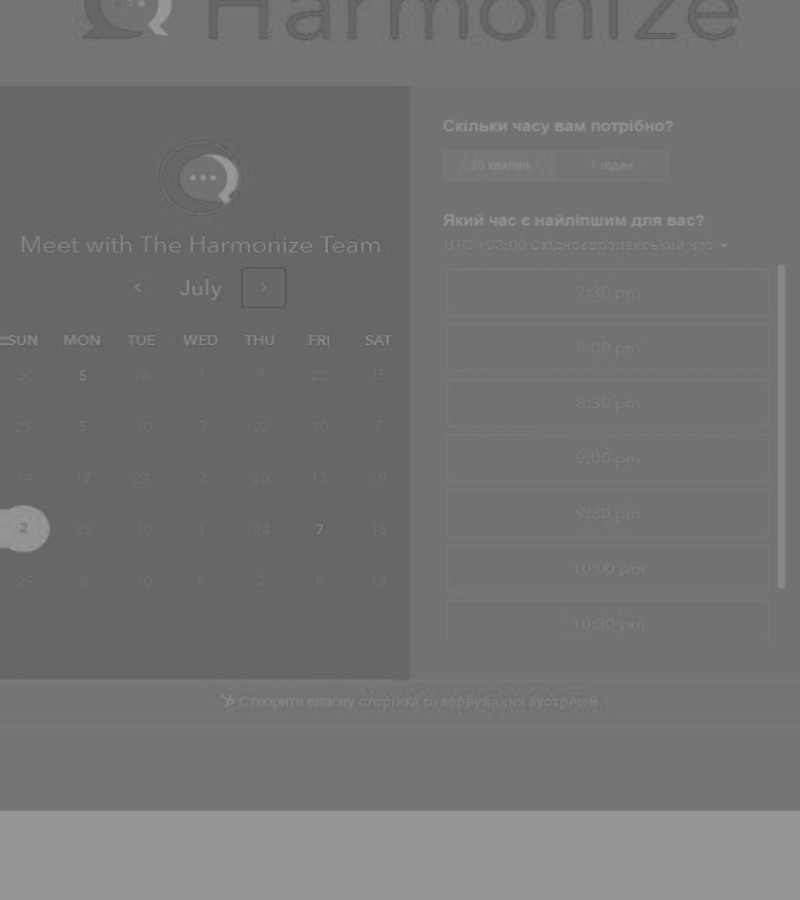 Harmonize
Meet with The Harmonize Team
< July >
SUN MON TUE WED THU FRI SAT
30 5 26 7 9 22 15
25 5 10 2 22 30 7
14 12 27 2 20 13 19
2 22 10 1 24 7 16
29 8 10 5 2 8 13
Скільки часу вам потрібно?
30 хвилин 1 годин
Який час є найліпшим для вас?
UTC +03:00 Східноєвропейський час
7:30 pm
8:00 pm
8:30 pm
9:00 pm
9:30 pm
10:00 pm
10:30 pm
Створити власну сторінку резервування зустрічей